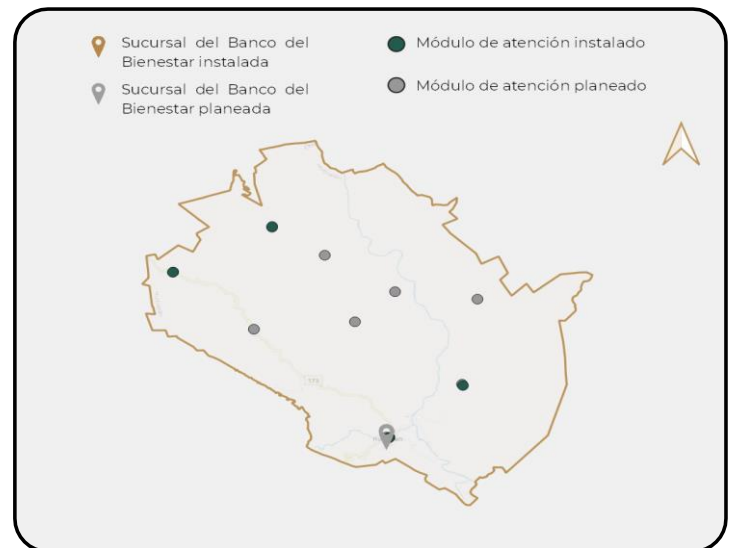 Sucursal del Banco del
Bienestar instalada
Sucursal del Banco del
Bienestar planeada
Módulo de atención instalado
Módulo de atención planeado